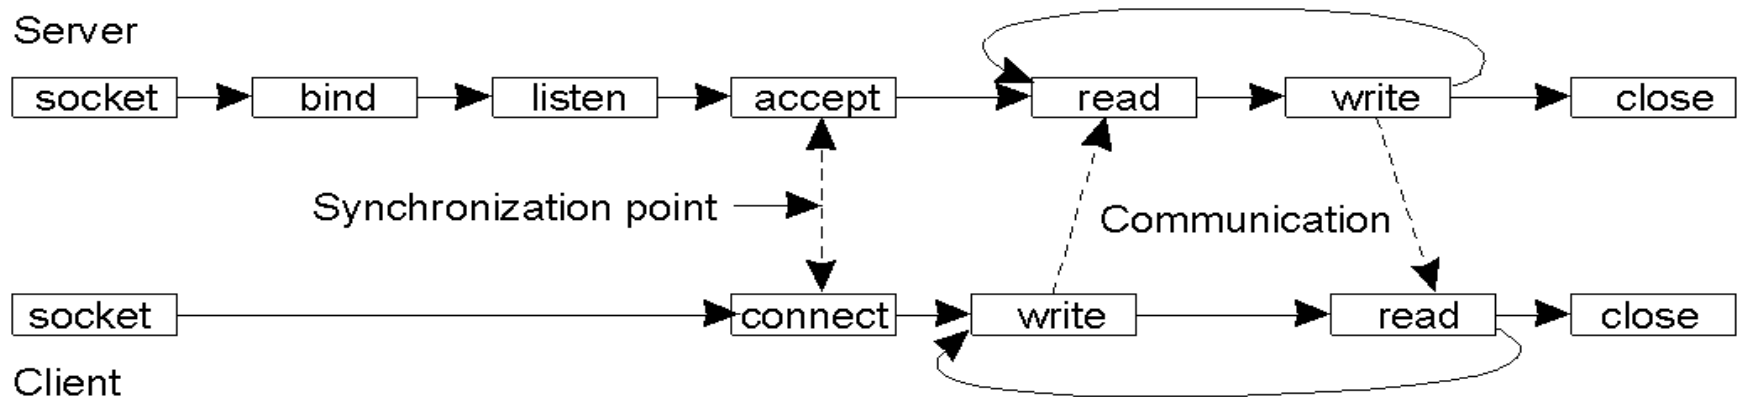 Server
socket bind listen accept read write close
Synchronization point
Communication
socket connect write read close
Client